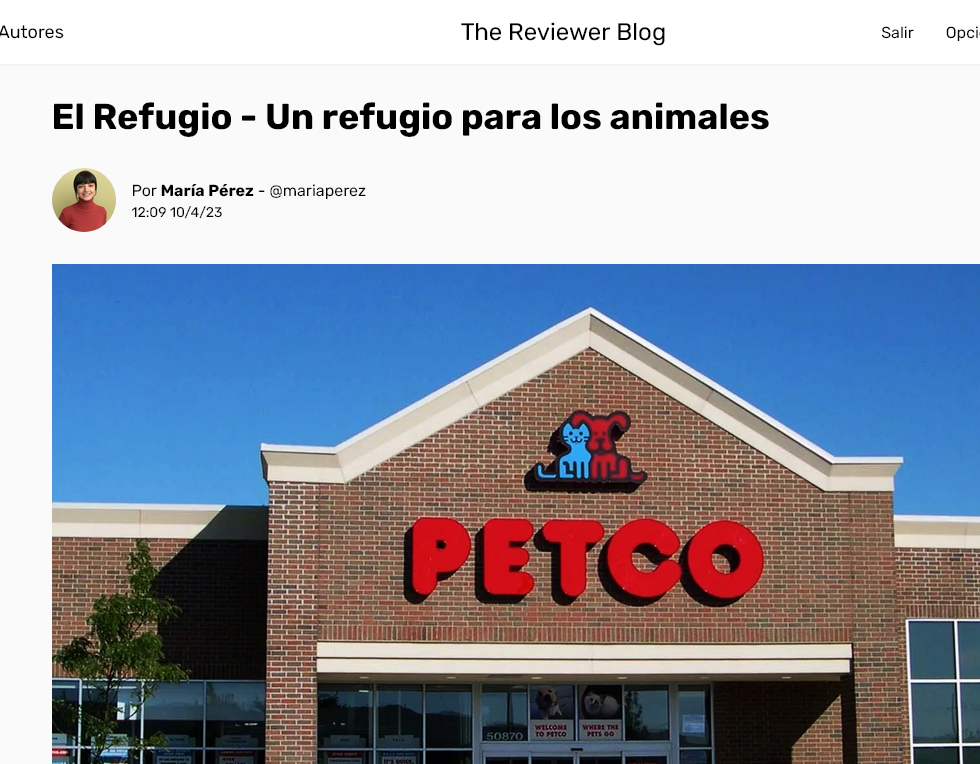 Autores
The Reviewer Blog
Salir
Opci
El Refugio - Un refugio para los animales
Por María Pérez - @mariaperez
12:09 10/4/23
PETCO
50870
WELCOME
TO PETCO
WHERE THE
PETS GO